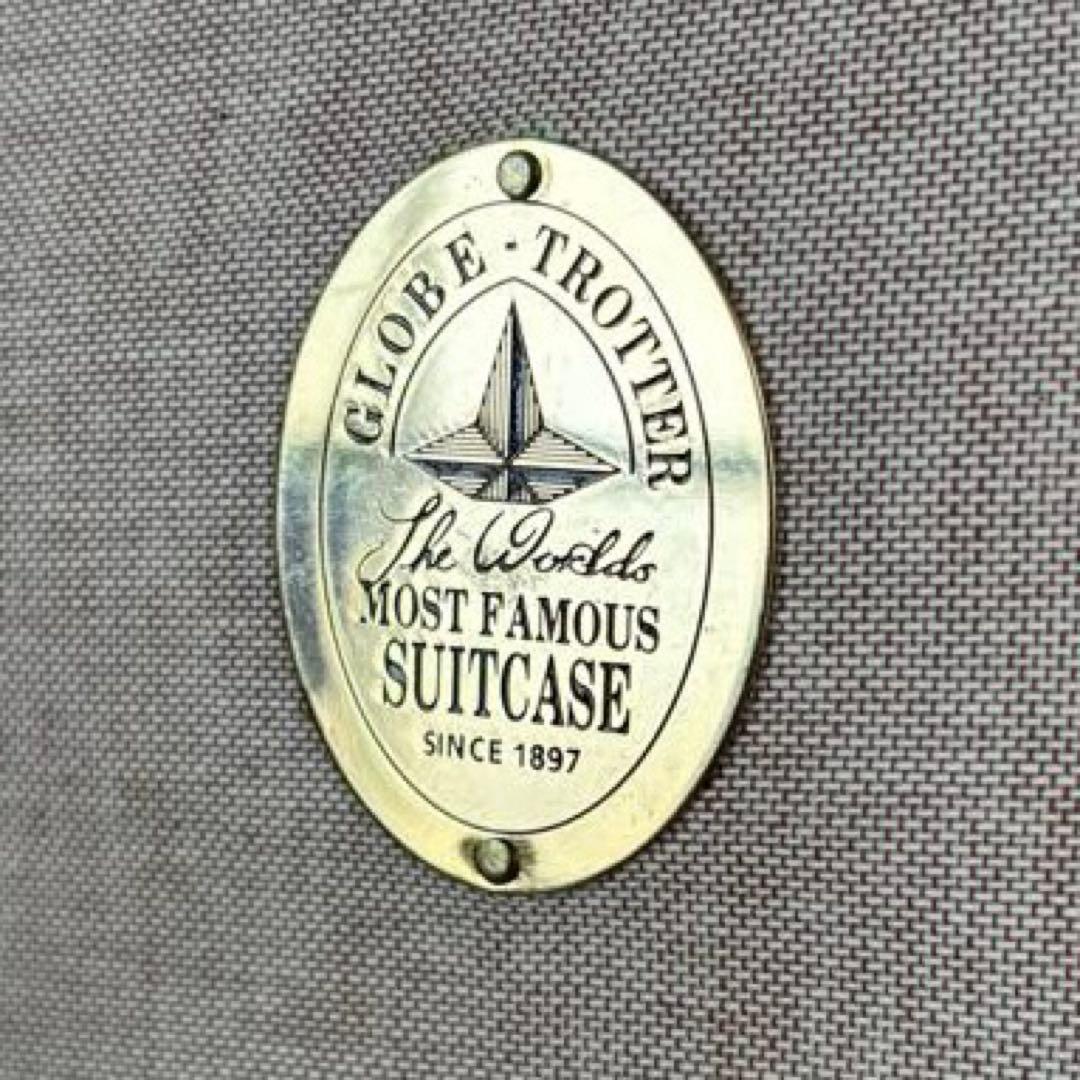 GLOBE - TROTTER
The Worlds
MOST FAMOUS
SUITCASE
SINCE 1897